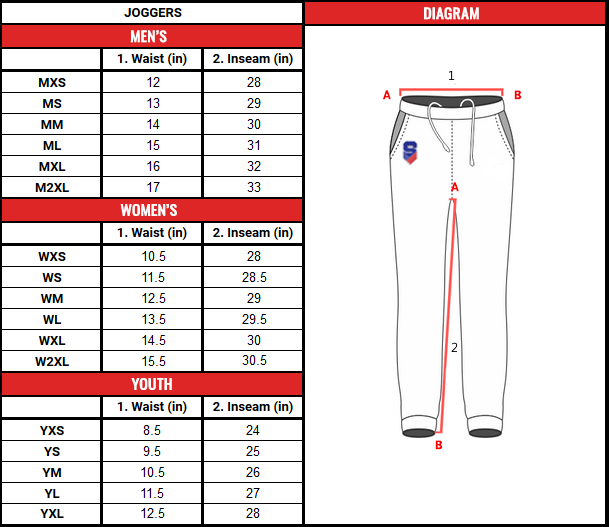 JOGGERS
MEN'S
1. Waist (in) 2. Inseam (in)
MXS 12 28
MS 13 29
MM 14 30
ML 15 31
MXL 16 32
M2XL 17 33
WOMEN'S
1. Waist (in) 2. Inseam (in)
WXS 10.5 28
WS 11.5 28.5
WM 12.5 29
WL 13.5 29.5
WXL 14.5 30
W2XL 15.5 30.5
YOUTH
1. Waist (in) 2. Inseam (in)
YXS 8.5 24
YS 9.5 25
YM 10.5 26
YL 11.5 27
YXL 12.5 28
DIAGRAM
1
A B
S
A
2
B